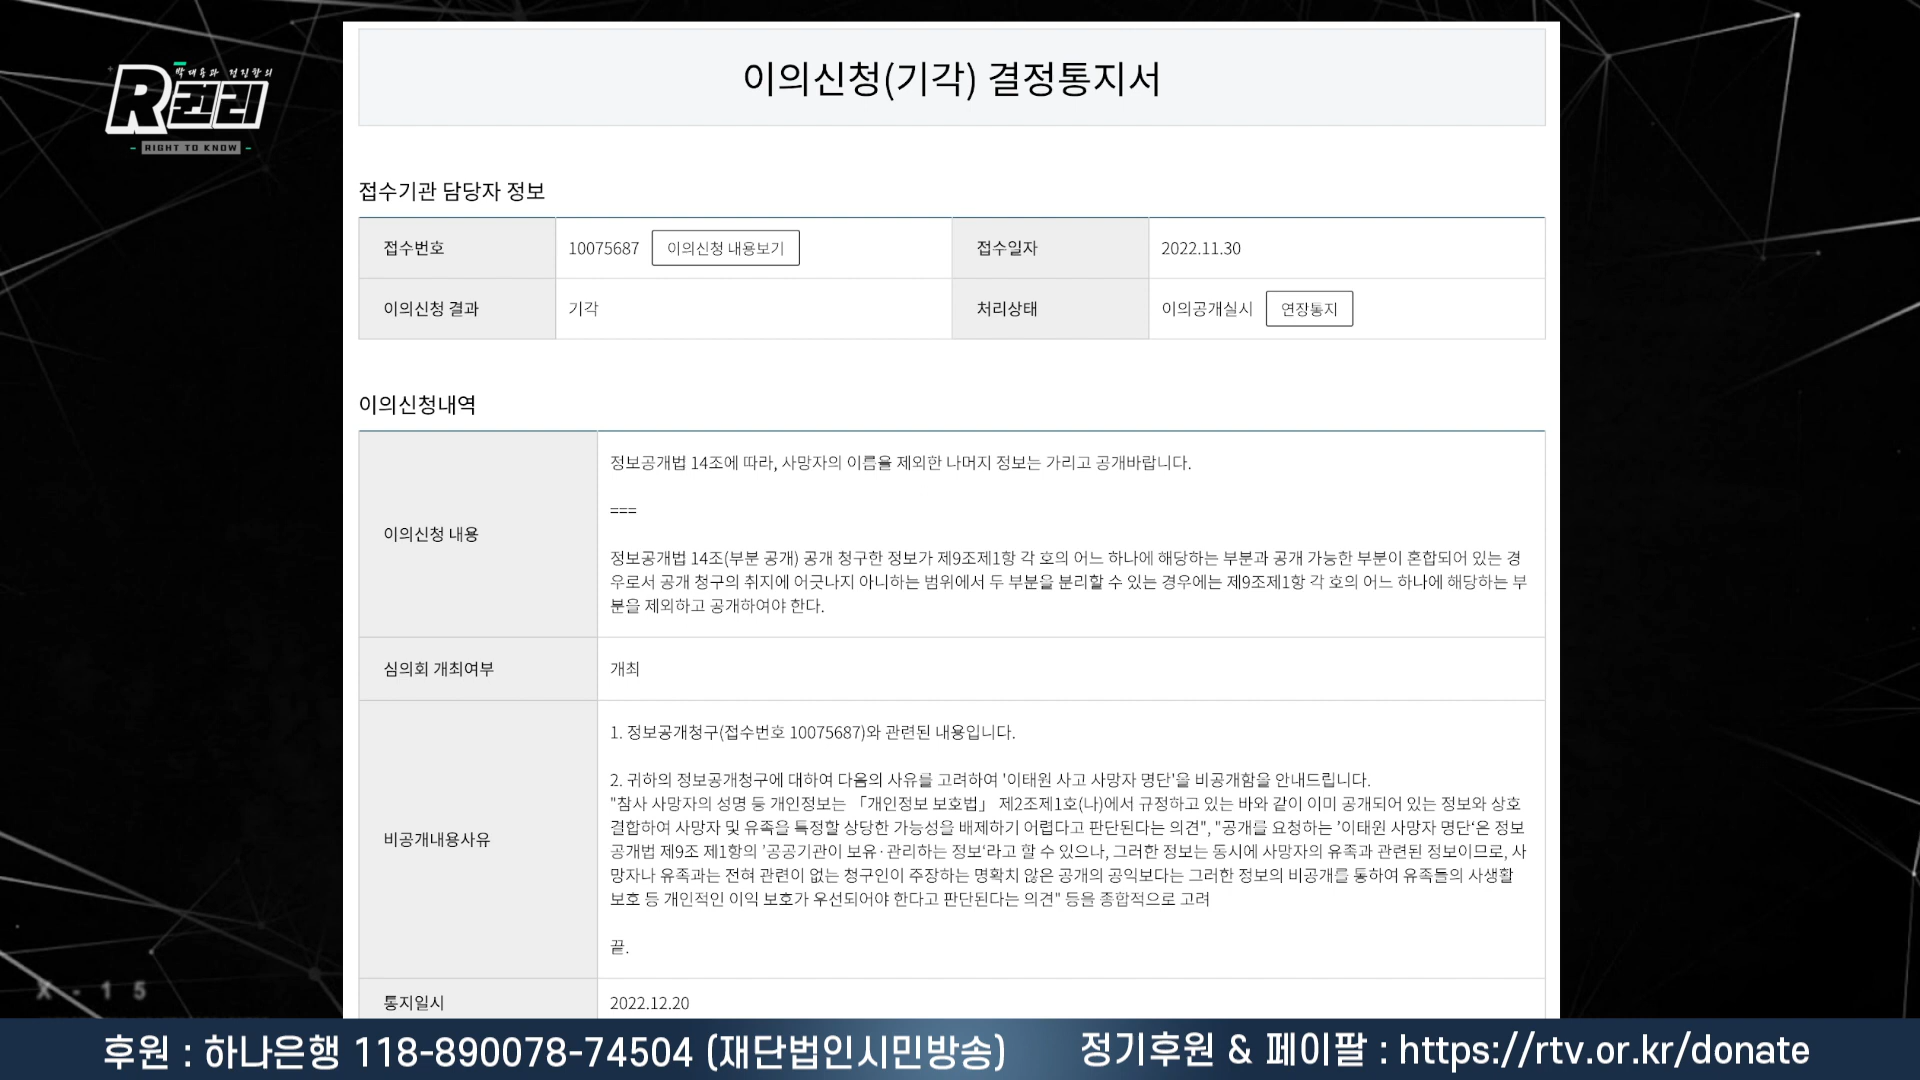 박대용과 정진항의
R권리
RIGHT TO KNOW
이의신청(기각) 결정통지서
접수기관 담당자 정보
접수번호 10075687 이의신청 내용보기 접수일자 2022.11.30
이의신청 결과 기각 처리상태 이의공개실시 연장통지
이의신청내역
이의신청 내용
정보공개법 14조에 따라, 사망자의 이름을 제외한 나머지 정보는 가리고 공개바랍니다.
===
정보공개법 14조(부분 공개) 공개 청구한 정보가 제9조제1항 각 호의 어느 하나에 해당하는 부분과 공개 가능한 부분이 혼합되어 있는 경
우로서 공개 청구의 취지에 어긋나지 아니하는 범위에서 두 부분을 분리할 수 있는 경우에는 제9조제1항 각 호의 어느 하나에 해당하는 부
분을 제외하고 공개하여야 한다.
심의회 개최여부 개최
비공개내용사유
1. 정보공개청구(접수번호 10075687)와 관련된 내용입니다.
2. 귀하의 정보공개청구에 대하여 다음의 사유를 고려하여 '이태원 사고 사망자 명단'을 비공개함을 안내드립니다.
"참사 사망자의 성명 등 개인정보는 「개인정보 보호법」 제2조제1호(나)에서 규정하고 있는 바와 같이 이미 공개되어 있는 정보와 상호
결합하여 사망자 및 유족을 특정할 상당한 가능성을 배제하기 어렵다고 판단된다는 의견", "공개를 요청하는 ’이태원 사망자 명단‘은 정보
공개법 제9조 제1항의 ’공공기관이 보유·관리하는 정보‘라고 할 수 있으나, 그러한 정보는 동시에 사망자의 유족과 관련된 정보이므로, 사
망자나 유족과는 전혀 관련이 없는 청구인이 주장하는 명확치 않은 공개의 공익보다는 그러한 정보의 비공개를 통하여 유족들의 사생활
보호 등 개인적인 이익 보호가 우선되어야 한다고 판단된다는 의견" 등을 종합적으로 고려
끝.
통지일시 2022.12.20
X - 1 5
후원 : 하나은행 118-890078-74504 (재단법인시민방송) 정기후원 & 페이팔 : https://rtv.or.kr/donate